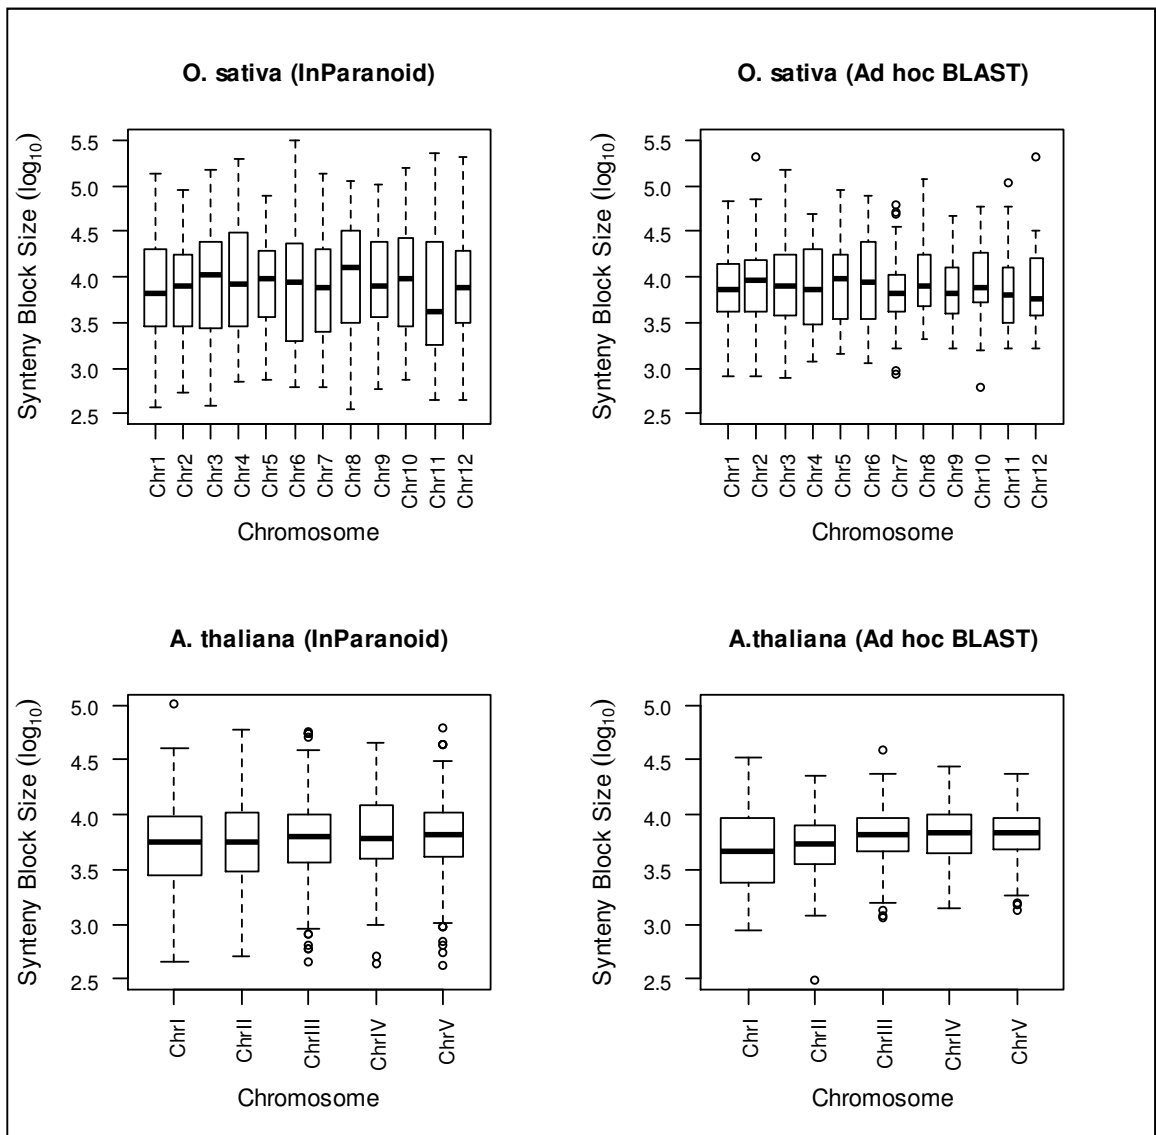 O. sativa (InParanoid)
Synteny Block Size (log10)
5.5
5.0
4.5
4.0
3.5
3.0
2.5
Chr1
Chr2
Chr3
Chr4
Chr5
Chr6
Chr7
Chr8
Chr9
Chr10
Chr11
Chr12
Chromosome
O. sativa (Ad hoc BLAST)
Synteny Block Size (log10)
5.5
5.0
4.5
4.0
3.5
3.0
2.5
Chr1
Chr2
Chr3
Chr4
Chr5
Chr6
Chr7
Chr8
Chr9
Chr10
Chr11
Chr12
Chromosome
A. thaliana (InParanoid)
Synteny Block Size (log10)
5.0
4.5
4.0
3.5
3.0
2.5
ChrI
ChrII
ChrIII
ChrIV
ChrV
Chromosome
A.thaliana (Ad hoc BLAST)
Synteny Block Size (log10)
5.0
4.5
4.0
3.5
3.0
2.5
ChrI
ChrII
ChrIII
ChrIV
ChrV
Chromosome